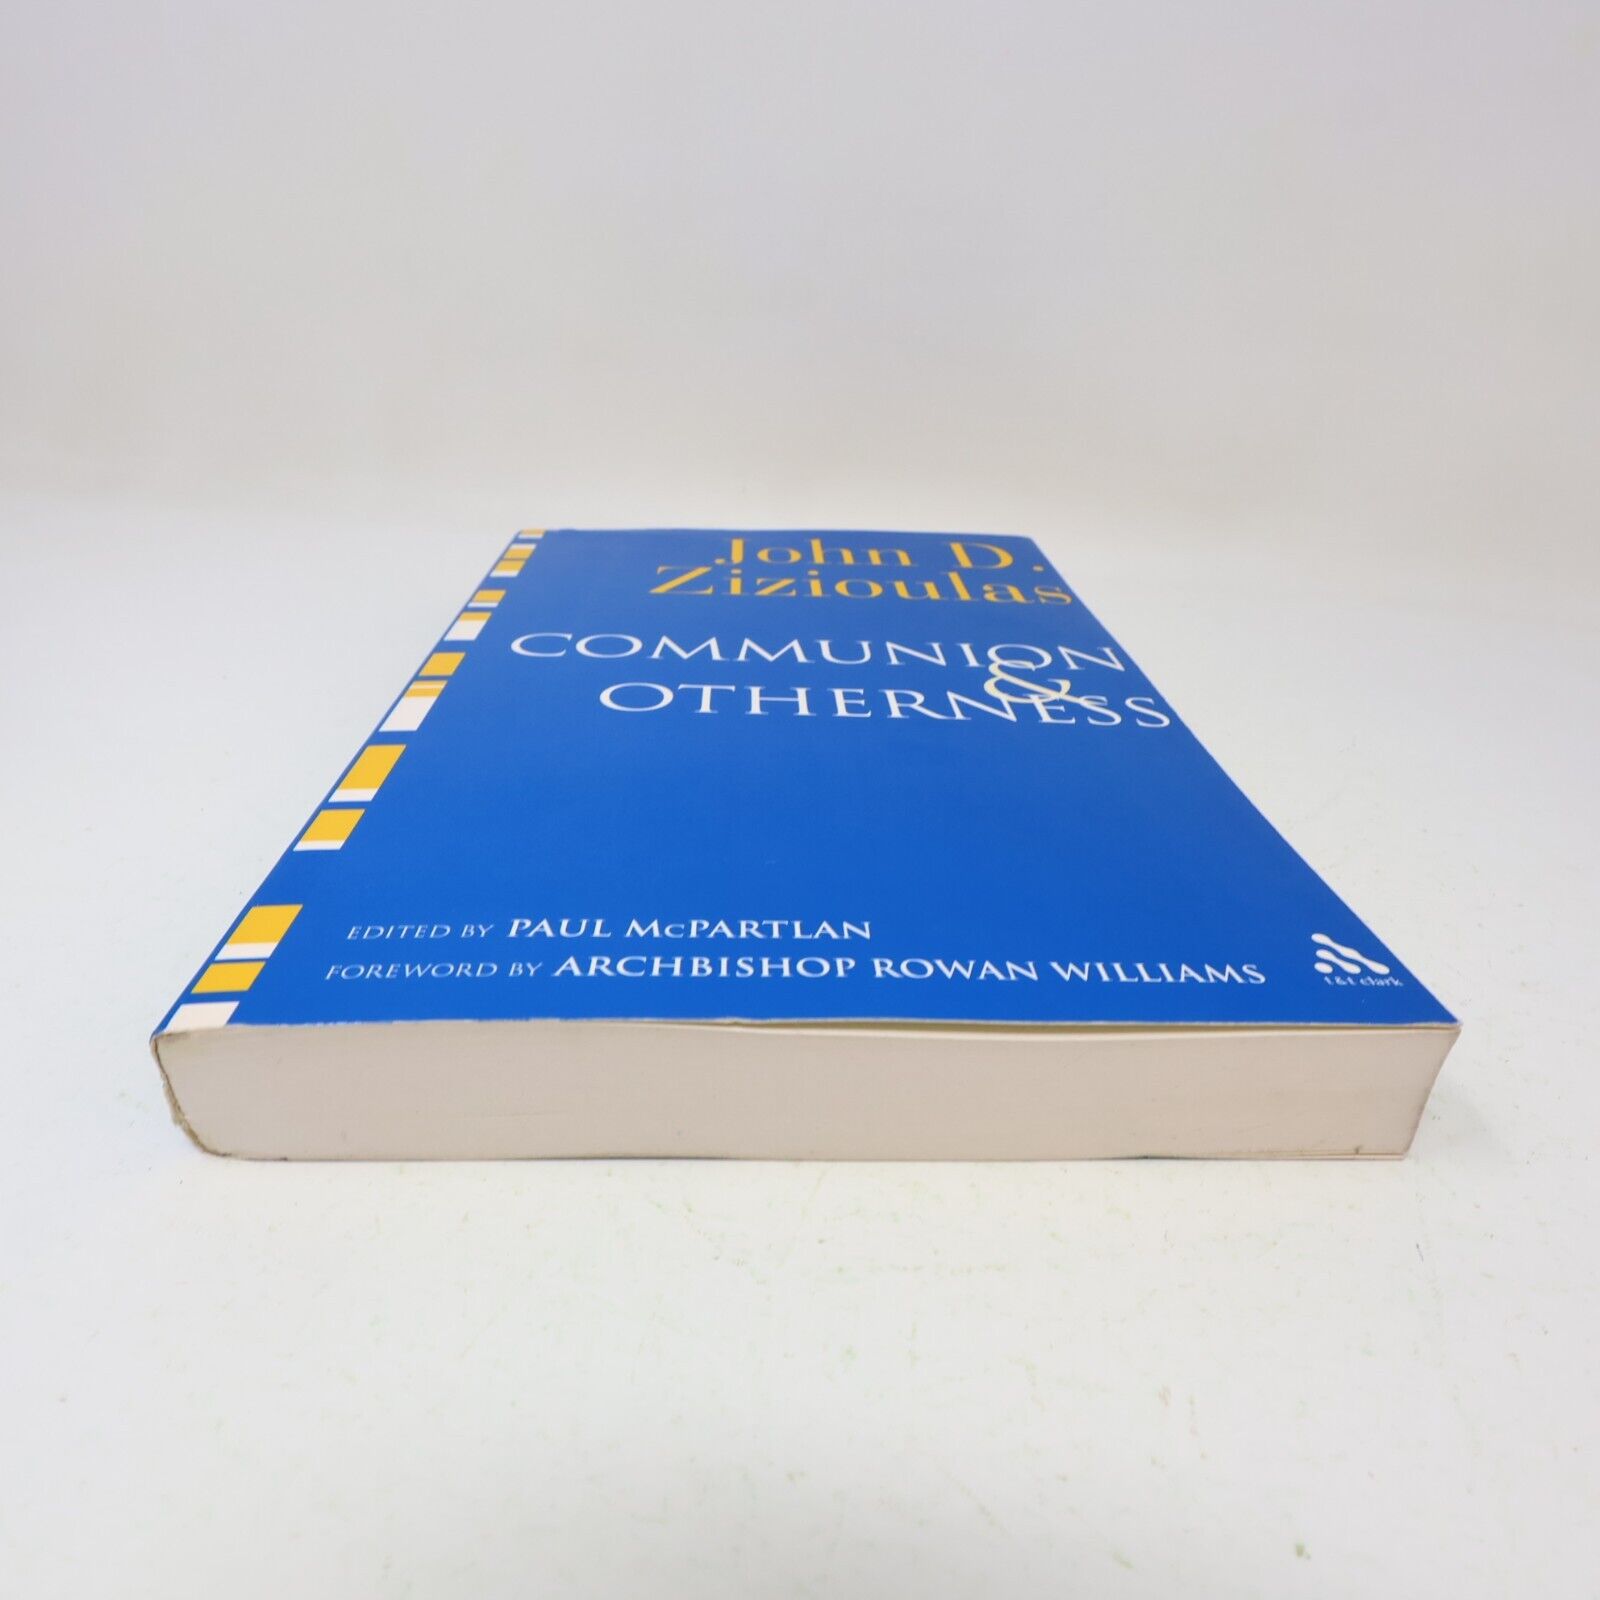 John D.
Zizioulas
COMMUNION
&
OTHERNESS
EDITED BY PAUL McPARTLAN
FOREWORD BY ARCHBISHOP ROWAN WILLIAMS
t&t clark